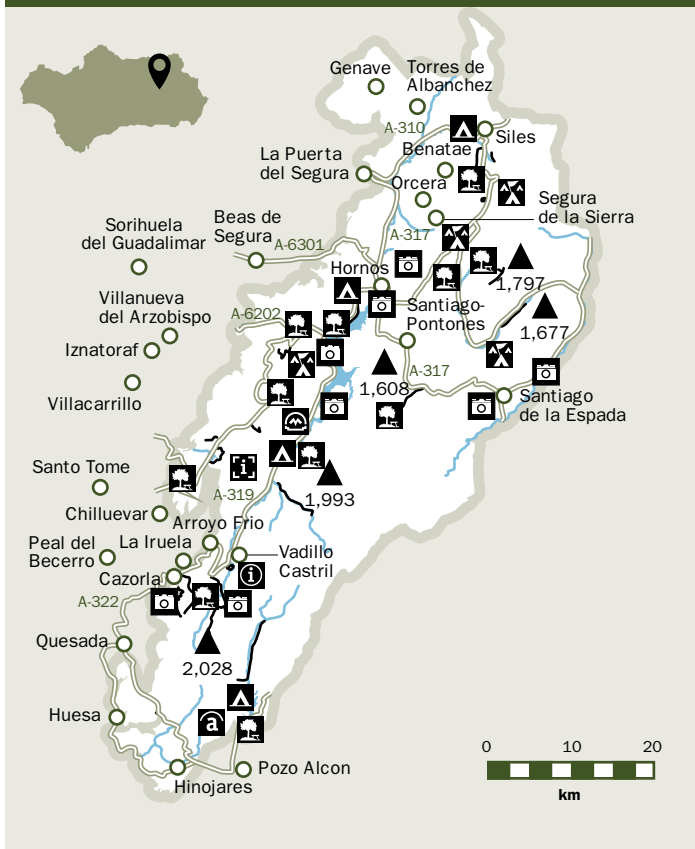 Genave
Torres de
Albanchez
A-310
Siles
Benatae
La Puerta
del Segura
Orcera
Segura
de la Sierra
Sorihuela
del Guadalimar
Beas de
Segura
A-6301
A-317
Hornos
1,797
Villanueva
del Arzobispo
A-6202
Santiago-
Pontones
1,677
Iznatoraf
A-317
1,608
Villacarrillo
Santiago
de la Espada
Santo Tome
i
A-319
1,993
Chilluevar
Arroyo Frio
La Iruela
Peal del
Becerro
Vadillo
Castril
Cazorla
i
A-322
Quesada
2,028
Huesa
a
0 10 20
km
Pozo Alcon
Hinojares